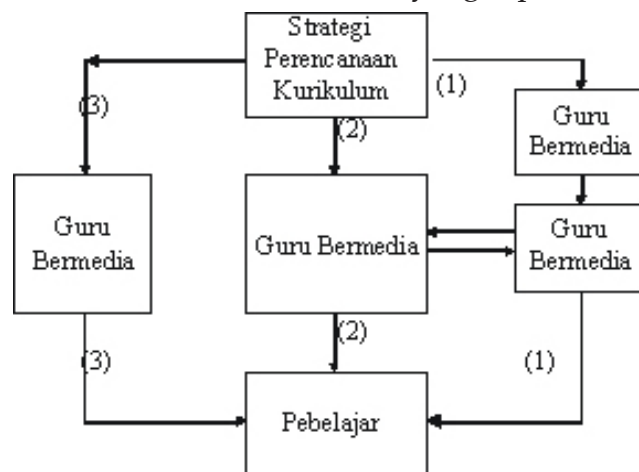 Strategi
Perencanaan
Kurikulum
(3)
(1)
(2)
Guru
Bermedia
Guru
Bermedia
Guru Bermedia
Guru
Bermedia
(2)
(3)
(1)
Pebelajar